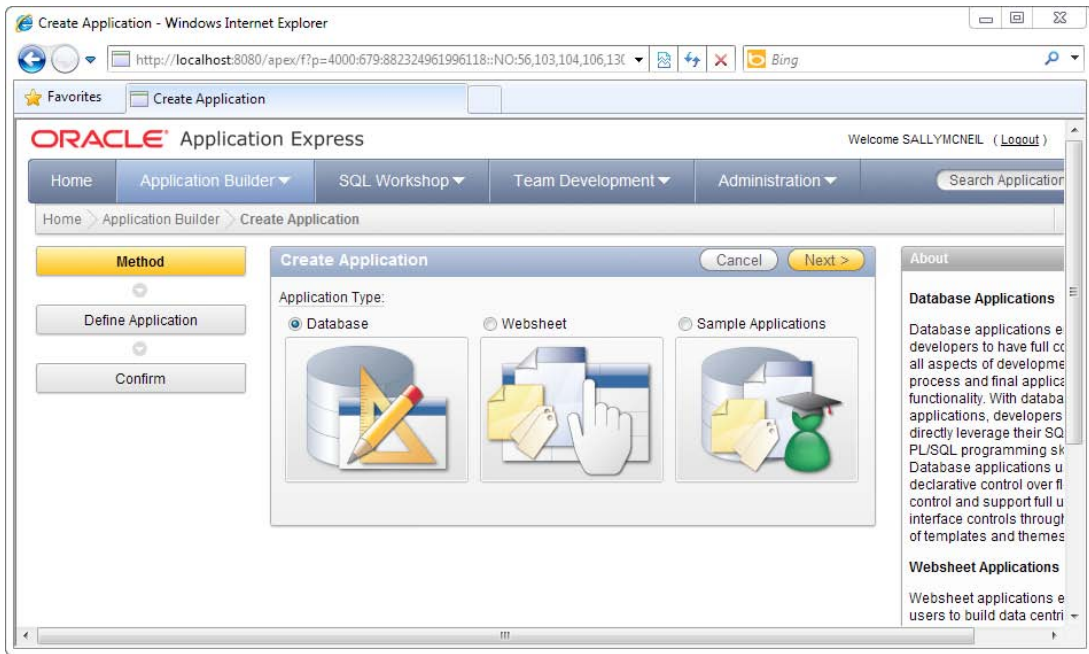 Create Application - Windows Internet Explorer
http://localhost:8080/apex/f?p=4000:679:882324961996118::NO:56,103,104,106,13(
Bing
Favorites
Create Application
ORACLE Application Express
Welcome SALLYMCNEIL ( Logout )
Home
Application Builder
SQL Workshop
Team Development
Administration
Search Application
Home
Application Builder
Create Application
Method
Define Application
Confirm
Create Application
Cancel
Next >
Application Type:
Database
Websheet
Sample Applications
About
Database Applications
Database applications e
developers to have full co
all aspects of developme
process and final applica
functionality. With databa
applications, developers
directly leverage their SQ
PL/SQL programming sk
Database applications u
declarative control over fl
control and support full u
interface controls through
of templates and themes
Websheet Applications
Websheet applications e
users to build data centri